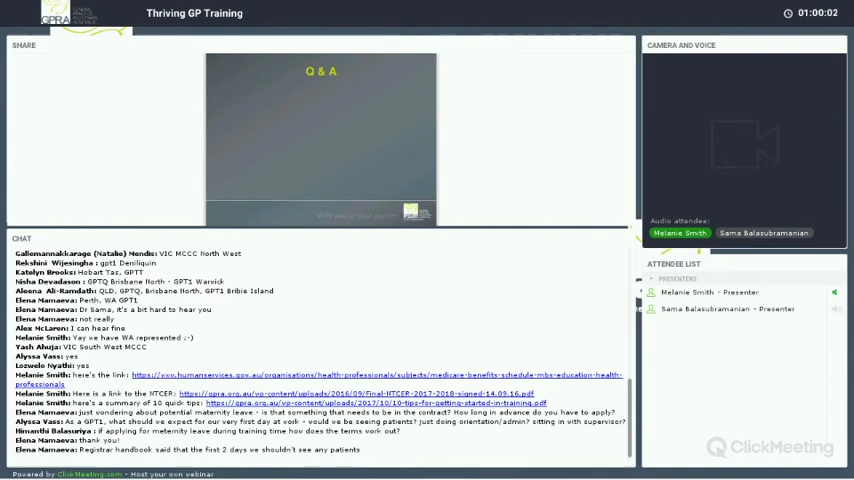 GPRA
Thriving GP Training
01:00:02
SHARE
CAMERA AND VOICE
Q & A
With you on your journey
Audio attendee:
Melanie Smith
Sama Balasubramanian
CHAT
Gallemannakkarage (Natalie) Mendis: VIC MCCC North West
Rekshini Wijesingha : gpt1 Deniliquin
Katelyn Brooks: Hobart Tas, GPTT
Nisha Devadason : GPTQ Brisbane North - GPT1 Warwick
Aleena Ali-Ramdath: QLD, GPTQ, Brisbane North, GPT1 Bribie Island
Elena Mamaeva: Perth, WA GPT1
Elena Mamaeva: Dr Sama, it's a bit hard to hear you
Elena Mamaeva: not really
Alex McLaren: I can hear fine
Melanie Smith: Yay we have WA represented ;-)
Yash Ahuja: VIC South West MCCC
Alyssa Vass: yes
Lozwelo Nyathi: yes
Melanie Smith: here's the link: https://www.humanservices.gov.au/organisations/health-professionals/subjects/medicare-benefits-schedule-mbs-education-health-
professionals
Melanie Smith: Here is a link to the NTCER: https://gpra.org.au/wp-content/uploads/2016/09/Final-NTCER-2017-2018-signed-14.09.16.pdf
Melanie Smith: here's a summary of 10 quick tips: https://gpra.org.au/wp-content/uploads/2017/10/10-tips-for-getting-started-in-training.pdf
Elena Mamaeva: just wondering about potential maternity leave - is that something that needs to be in the contract? How long in advance do you have to apply?
Alyssa Vass: As a GPT1, what should we expect for our very first day at work - would we be seeing patients? just doing orientation/admin? sitting in with supervisor?
Himanthi Balasuriya : if applying for meternity leave during training time how does the terms work out?
Elena Mamaeva: thank you!
Elena Mamaeva: Registrar handbook said that the first 2 days we shouldn't see any patients
ATTENDEE LIST
PRESENTERS
Melanie Smith - Presenter
Sama Balasubramanian - Presenter
ClickMeeting
Powered by ClickMeeting.com - Host your own webinar